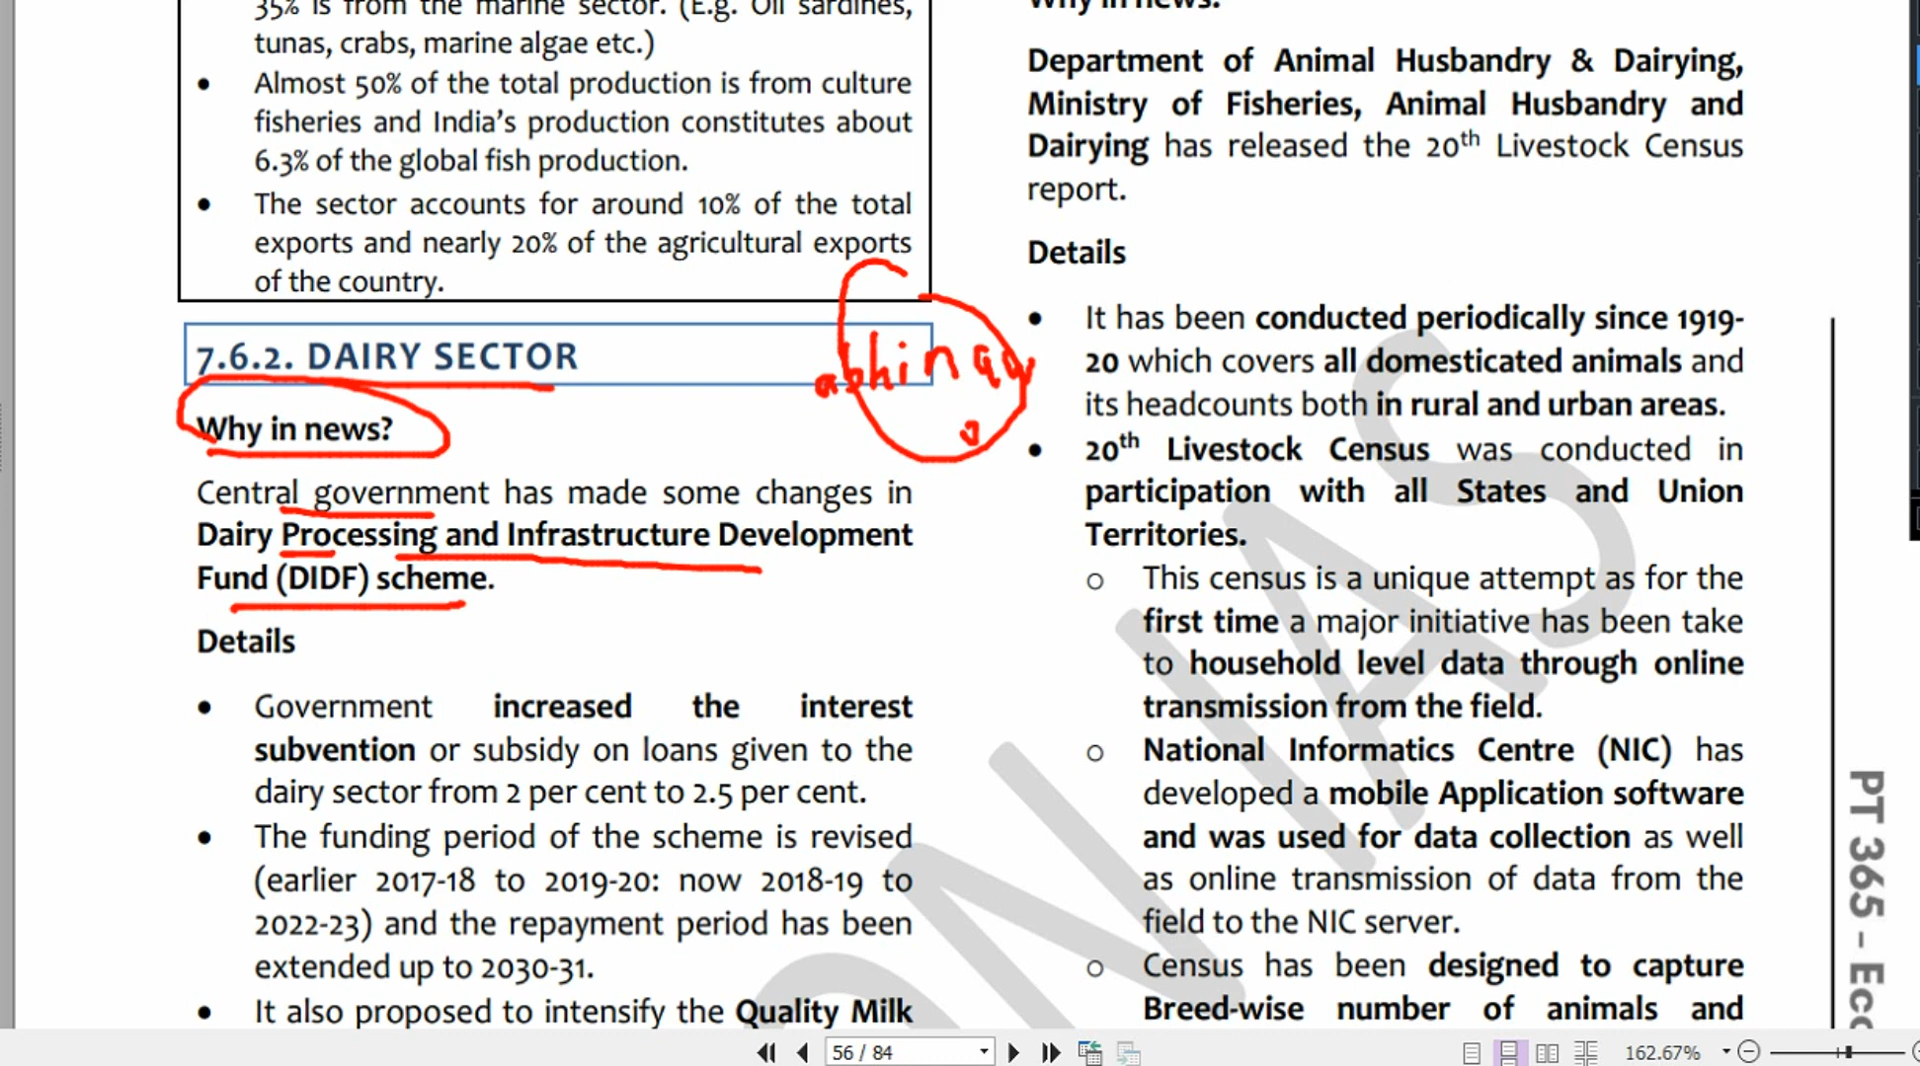 35% is from the marine sector. (E.g. Oil sardines,
tunas, crabs, marine algae etc.)
• Almost 50% of the total production is from culture
fisheries and India's production constitutes about
6.3% of the global fish production.
• The sector accounts for around 10% of the total
exports and nearly 20% of the agricultural exports
of the country.
7.6.2. DAIRY SECTOR
Why in news?
Central government has made some changes in
Dairy Processing and Infrastructure Development
Fund (DIDF) scheme.
Details
• Government increased the interest
subvention or subsidy on loans given to the
dairy sector from 2 per cent to 2.5 per cent.
• The funding period of the scheme is revised
(earlier 2017-18 to 2019-20: now 2018-19 to
2022-23) and the repayment period has been
extended up to 2030-31.
• It also proposed to intensify the Quality Milk
Why in news?
Department of Animal Husbandry & Dairying,
Ministry of Fisheries, Animal Husbandry and
Dairying has released the 20th Livestock Census
report.
Details
• It has been conducted periodically since 1919-
20 which covers all domesticated animals and
its headcounts both in rural and urban areas.
• 20th Livestock Census was conducted in
participation with all States and Union
Territories.
o This census is a unique attempt as for the
first time a major initiative has been take
to household level data through online
transmission from the field.
o National Informatics Centre (NIC) has
developed a mobile Application software
and was used for data collection as well
as online transmission of data from the
field to the NIC server.
o Census has been designed to capture
Breed-wise number of animals and
ON IAS
PT 365 - Eco
56 / 84
162.67%